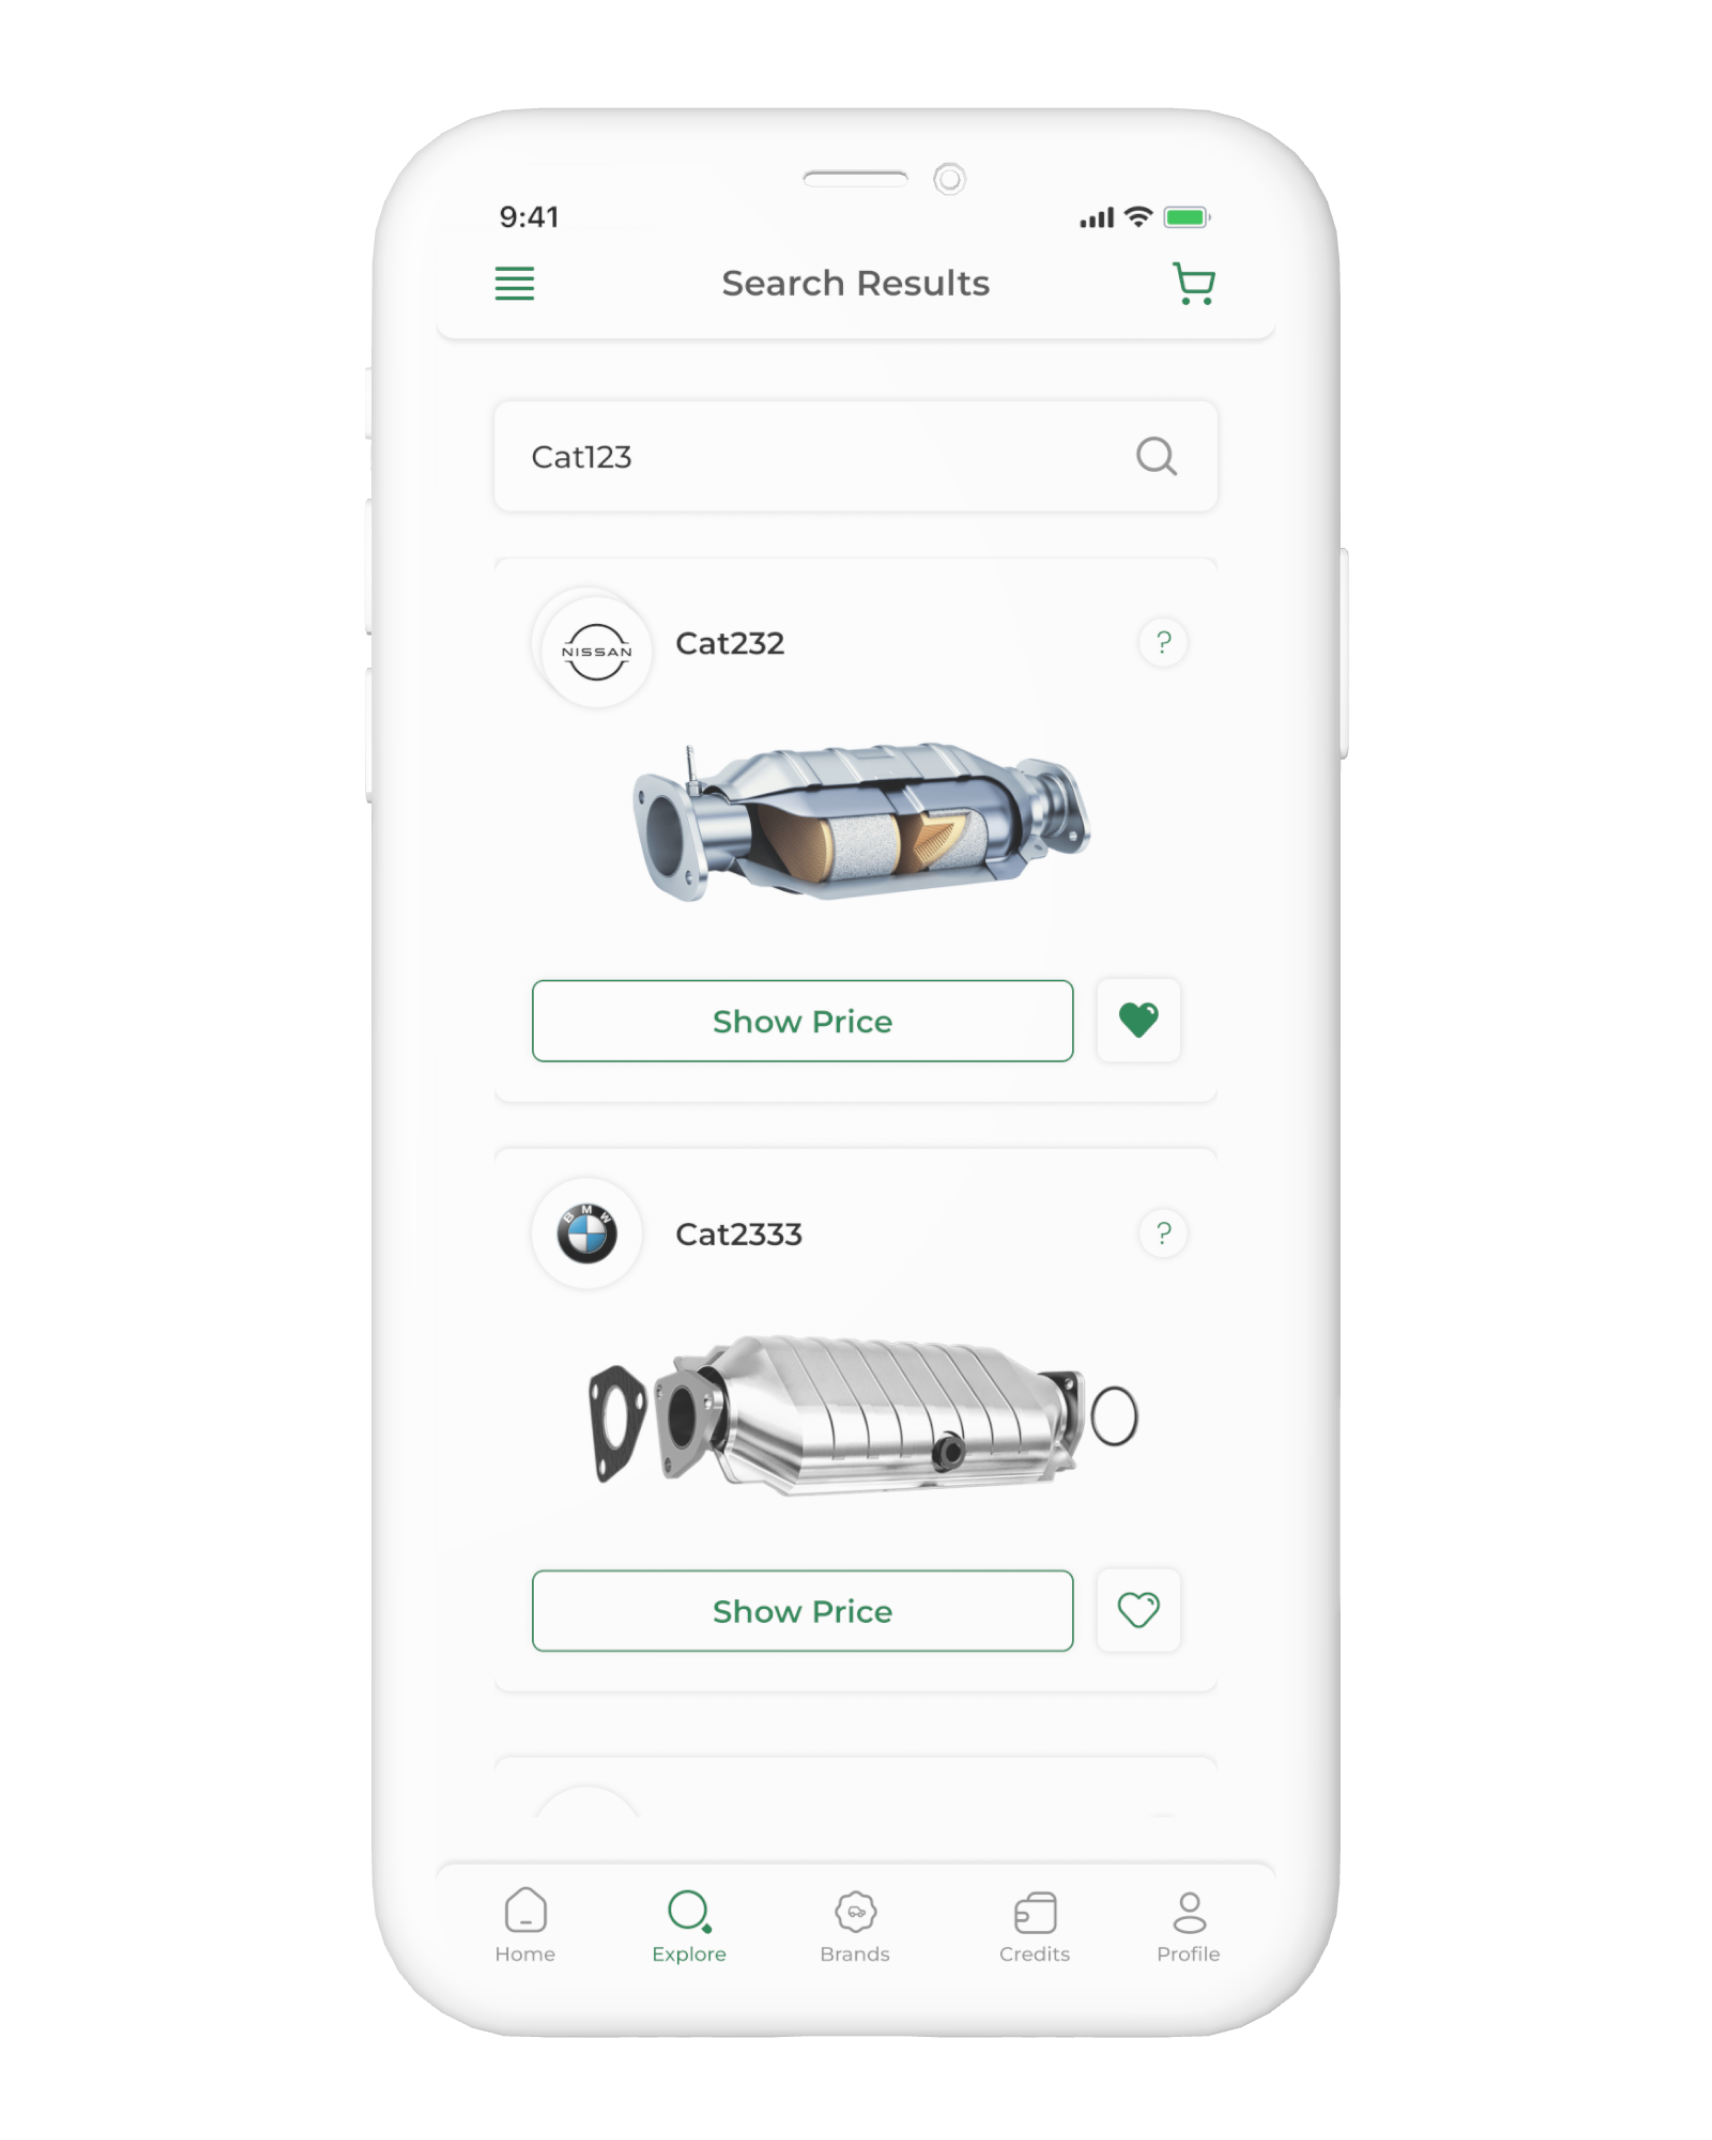 9:41
Search Results
Cat123
NISSAN
Cat232
?
Show Price
BMW
Cat2333
?
Show Price
Home Explore Brands Credits Profile